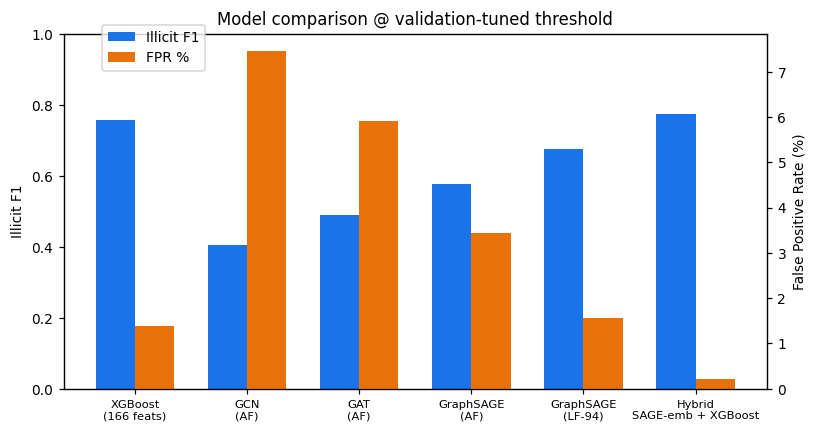 Model comparison @ validation-tuned threshold
Illicit F1
FPR %
Illicit F1
1.0
0.8
0.6
0.4
0.2
0.0
False Positive Rate (%)
7
6
5
4
3
2
1
0
XGBoost
(166 feats)
GCN
(AF)
GAT
(AF)
GraphSAGE
(AF)
GraphSAGE
(LF-94)
Hybrid
SAGE-emb + XGBoost